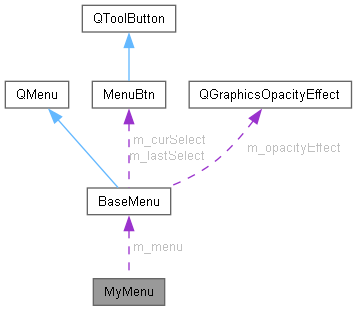 QToolButton
QMenu
MenuBtn
QGraphicsOpacityEffect
m_curSelect
m_lastSelect
m_opacityEffect
BaseMenu
m_menu
MyMenu